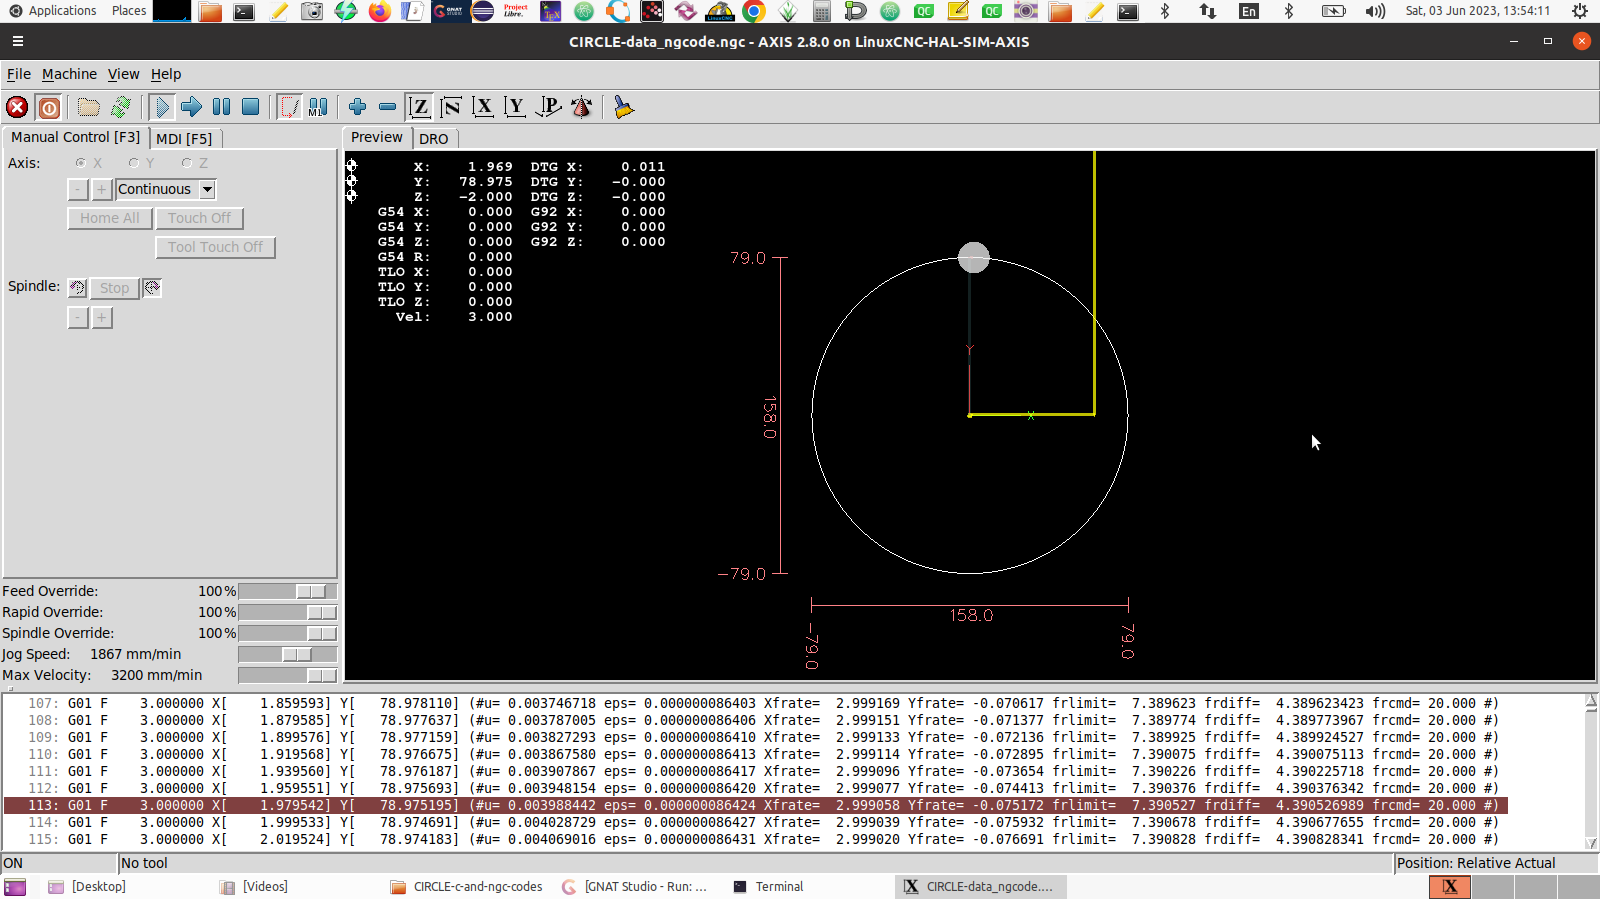 Applications Places En Sat, 03 Jun 2023, 13:54:11
CIRCLE-data_ngcode.ngc - AXIS 2.8.0 on LinuxCNC-HAL-SIM-AXIS
File Machine View Help
Manual Control [F3] MDI [F5] Preview DRO
Axis: X Y Z
- + Continuous
Home All Touch Off
Tool Touch Off
Spindle: Stop
- +
X: 1.969 DTG X: 0.011
Y: 78.975 DTG Y: -0.000
Z: -2.000 DTG Z: -0.000
G54 X: 0.000 G92 X: 0.000
G54 Y: 0.000 G92 Y: 0.000
G54 Z: 0.000 G92 Z: 0.000
G54 R: 0.000
TLO X: 0.000
TLO Y: 0.000
TLO Z: 0.000
Vel: 3.000
79.0
Y
158.0
X
-79.0
158.0
-79.0
79.0
Feed Override: 100%
Rapid Override: 100%
Spindle Override: 100%
Jog Speed: 1867 mm/min
Max Velocity: 3200 mm/min
107: G01 F 3.000000 X[ 1.859593] Y[ 78.978110] (#u= 0.003746718 eps= 0.000000086403 Xfrate= 2.999169 Yfrate= -0.070617 frlimit= 7.389623 frdiff= 4.389623423 frcmd= 20.000 #)
108: G01 F 3.000000 X[ 1.879585] Y[ 78.977637] (#u= 0.003787005 eps= 0.000000086406 Xfrate= 2.999151 Yfrate= -0.071377 frlimit= 7.389774 frdiff= 4.389773967 frcmd= 20.000 #)
109: G01 F 3.000000 X[ 1.899576] Y[ 78.977159] (#u= 0.003827293 eps= 0.000000086410 Xfrate= 2.999133 Yfrate= -0.072136 frlimit= 7.389925 frdiff= 4.389924527 frcmd= 20.000 #)
110: G01 F 3.000000 X[ 1.919568] Y[ 78.976675] (#u= 0.003867580 eps= 0.000000086413 Xfrate= 2.999114 Yfrate= -0.072895 frlimit= 7.390075 frdiff= 4.390075113 frcmd= 20.000 #)
111: G01 F 3.000000 X[ 1.939560] Y[ 78.976187] (#u= 0.003907867 eps= 0.000000086417 Xfrate= 2.999096 Yfrate= -0.073654 frlimit= 7.390226 frdiff= 4.390225718 frcmd= 20.000 #)
112: G01 F 3.000000 X[ 1.959551] Y[ 78.975693] (#u= 0.003948154 eps= 0.000000086420 Xfrate= 2.999077 Yfrate= -0.074413 frlimit= 7.390376 frdiff= 4.390376342 frcmd= 20.000 #)
113: G01 F 3.000000 X[ 1.979542] Y[ 78.975195] (#u= 0.003988442 eps= 0.000000086424 Xfrate= 2.999058 Yfrate= -0.075172 frlimit= 7.390527 frdiff= 4.390526989 frcmd= 20.000 #)
114: G01 F 3.000000 X[ 1.999533] Y[ 78.974691] (#u= 0.004028729 eps= 0.000000086427 Xfrate= 2.999039 Yfrate= -0.075932 frlimit= 7.390678 frdiff= 4.390677655 frcmd= 20.000 #)
115: G01 F 3.000000 X[ 2.019524] Y[ 78.974183] (#u= 0.004069016 eps= 0.000000086431 Xfrate= 2.999020 Yfrate= -0.076691 frlimit= 7.390828 frdiff= 4.390828341 frcmd= 20.000 #)
ON No tool Position: Relative Actual
[Desktop] [Videos] CIRCLE-c-and-ngc-codes [GNAT Studio - Run: ... Terminal CIRCLE-data_ngcode....